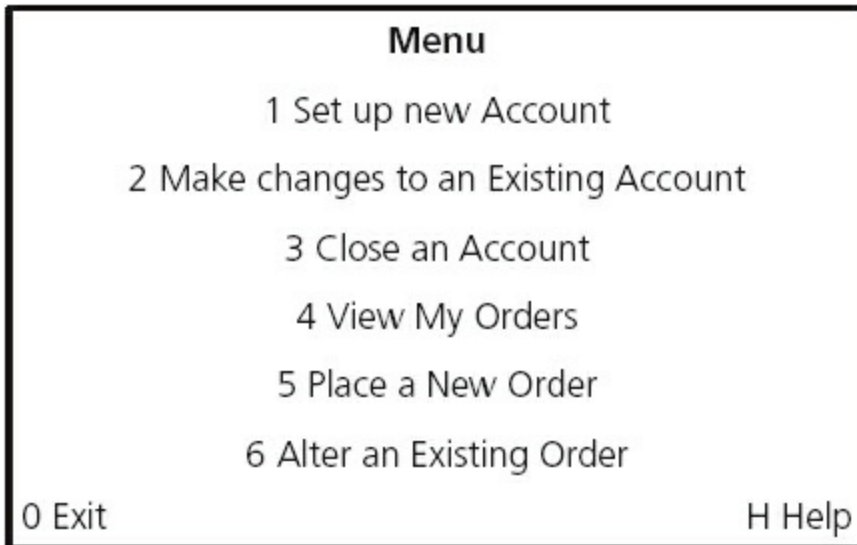 Menu
1 Set up new Account
2 Make changes to an Existing Account
3 Close an Account
4 View My Orders
5 Place a New Order
6 Alter an Existing Order
0 Exit H Help